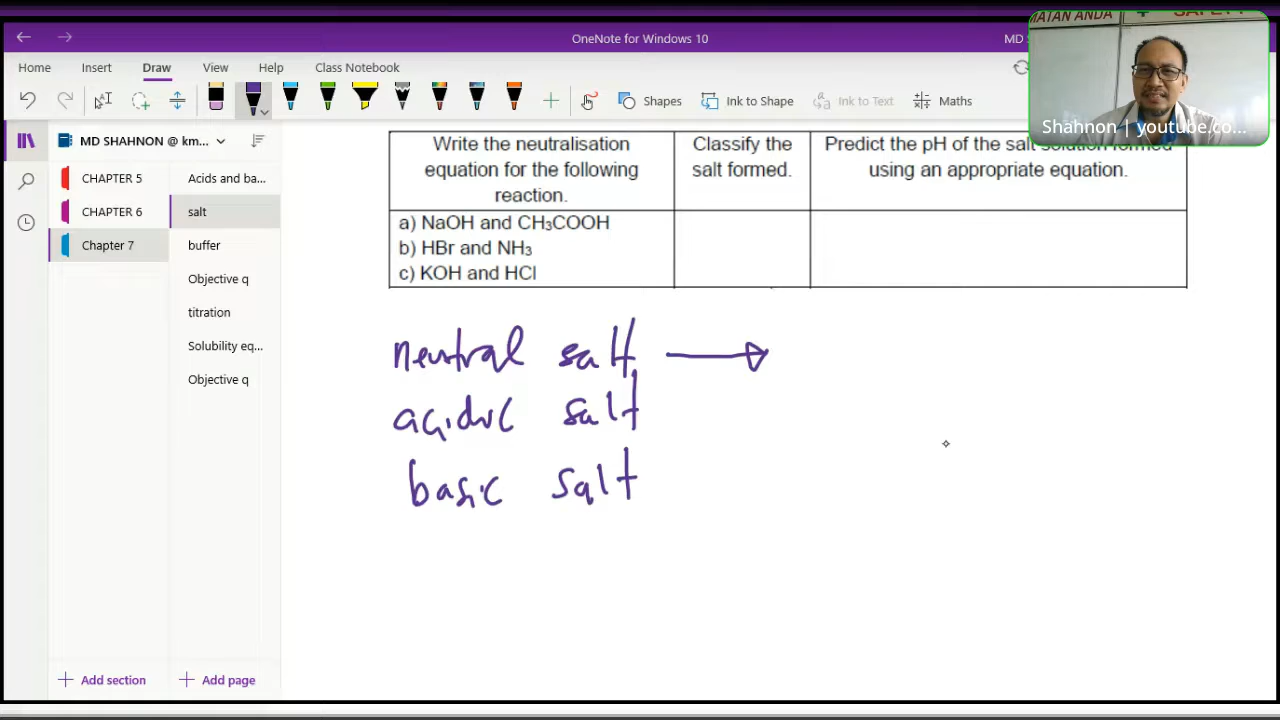 OneNote for Windows 10
MD S
MATAN ANDA
SAFETY
Shahnon | youtube.co...
Home Insert Draw View Help Class Notebook
Shapes Ink to Shape Ink to Text Maths
MD SHAHNON @ km...
CHAPTER 5
CHAPTER 6
Chapter 7
Acids and ba...
salt
buffer
Objective q
titration
Solubility eq...
Objective q
Add section
Add page
Write the neutralisation
equation for the following
reaction.
Classify the
salt formed.
Predict the pH of the salt solution formed
using an appropriate equation.
a) NaOH and CH₃COOH
b) HBr and NH₃
c) KOH and HCl
neutral salt →
acidic salt
basic salt